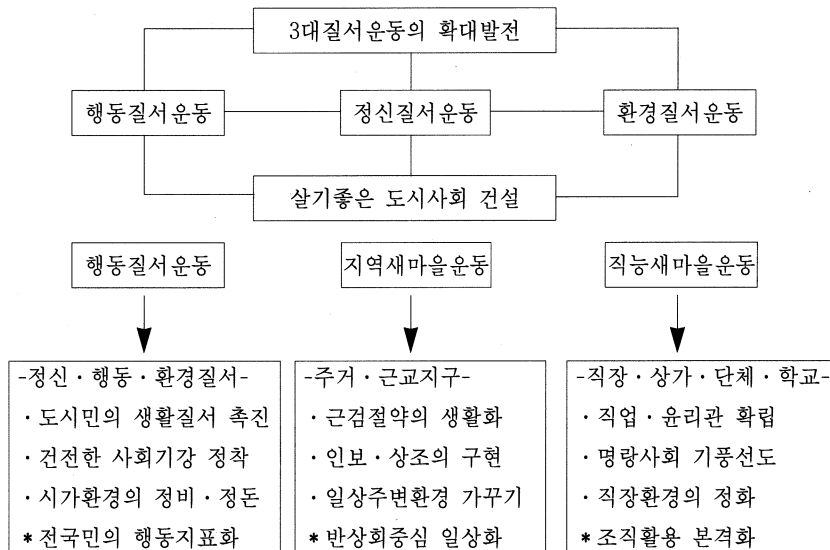 3대질서운동의 확대발전
행동질서운동
정신질서운동
환경질서운동
살기좋은 도시사회 건설
행동질서운동
지역새마을운동
직능새마을운동
-정신·행동·환경질서-
·도시민의 생활질서 촉진
·건전한 사회기강 정착
·시가환경의 정비·정돈
*전국민의 행동지표화
-주거·근교지구-
·근검절약의 생활화
·인보·상조의 구현
·일상주변환경 가꾸기
*반상회중심 일상화
-직장·상가·단체·학교-
·직업·윤리관 확립
·명랑사회 기풍선도
·직장환경의 정화
*조직활용 본격화